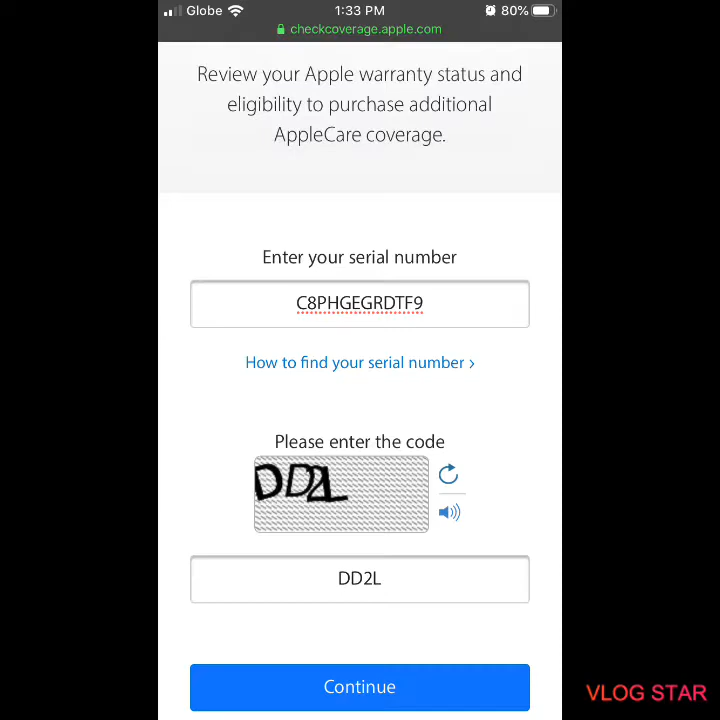 Globe 1:33 PM 80%
checkcoverage.apple.com
Review your Apple warranty status and
eligibility to purchase additional
AppleCare coverage.
Enter your serial number
C8PHGEGRDTF9
How to find your serial number >
Please enter the code
DD2L
DD2L
Continue
VLOG STAR